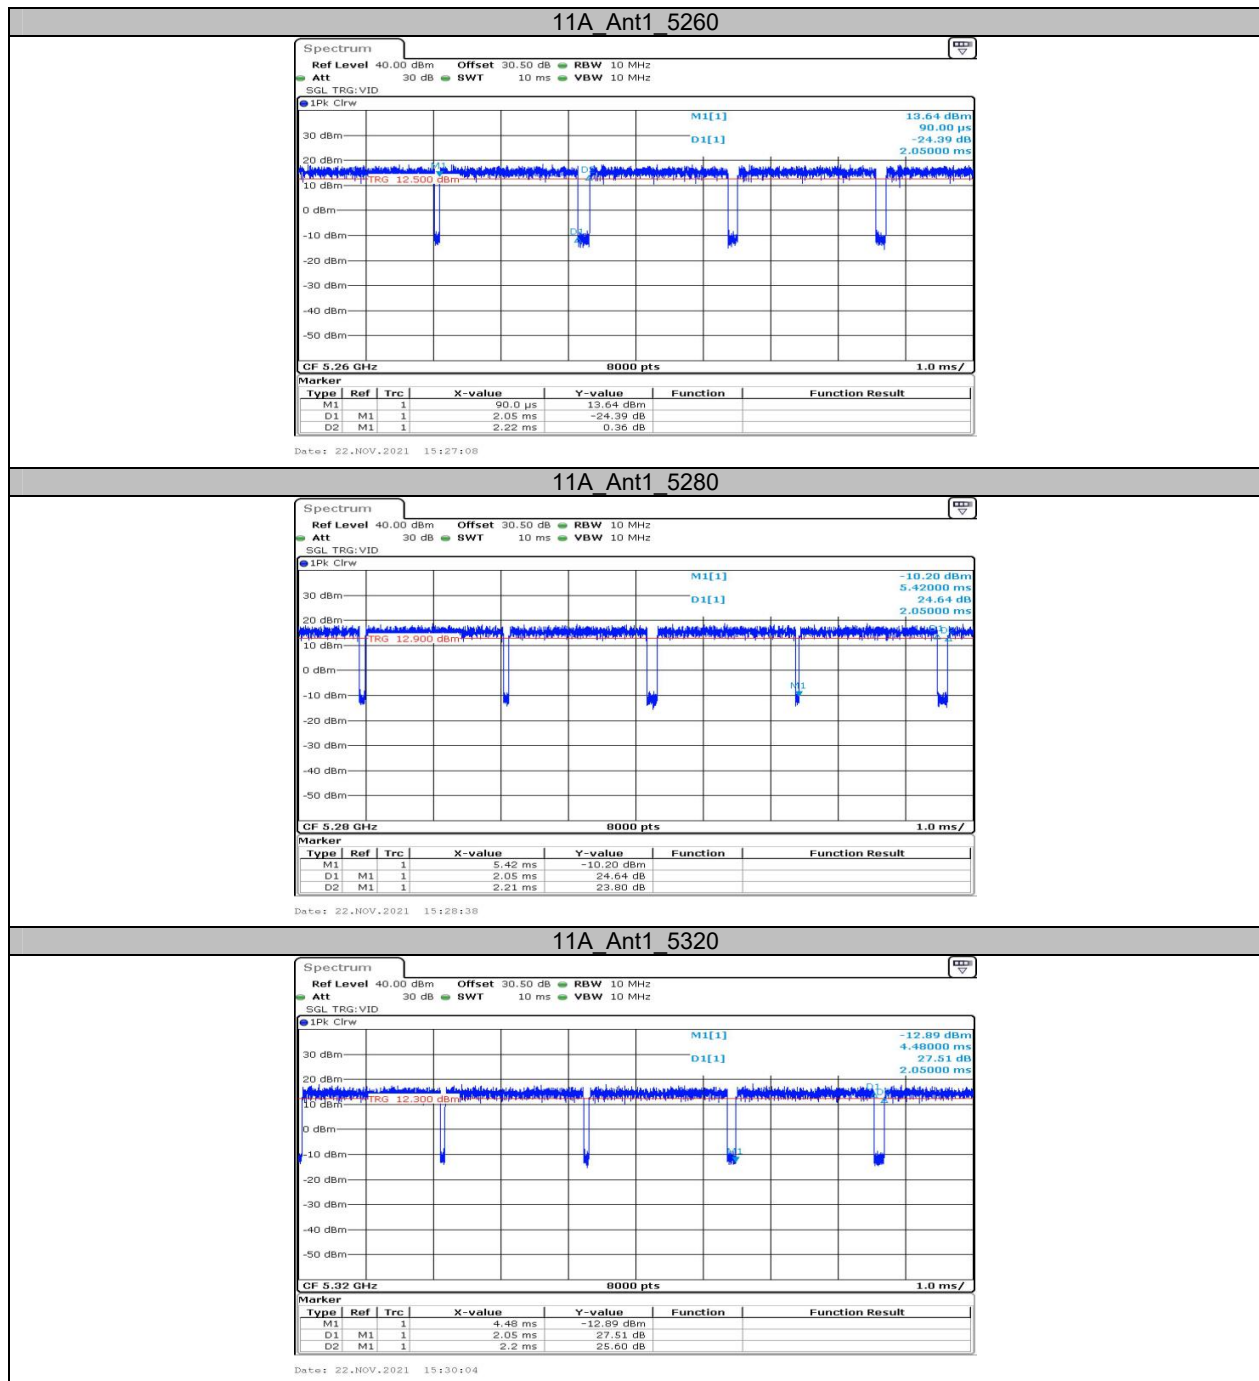 11A_Ant1_5260
Spectrum
Ref Level 40.00 dBm Offset 30.50 dB RBW 10 MHz
Att 30 dB SWT 10 ms VBW 10 MHz
SGL TRG:VID
1Pk Clrw
M1[1] 13.64 dBm
90.00 µs
30 dBm
D1[1] -24.39 dB
2.05000 ms
20 dBm
M1
TRG 12.500 dBm
10 dBm
0 dBm
-10 dBm
D1
-20 dBm
-30 dBm
-40 dBm
-50 dBm
CF 5.26 GHz 8000 pts 1.0 ms/
Marker
Type Ref Trc X-value Y-value Function Function Result
M1 1 90.0 µs 13.64 dBm
D1 M1 1 2.05 ms -24.39 dB
D2 M1 1 2.22 ms 0.36 dB
Date: 22.NOV.2021 15:27:08
11A_Ant1_5280
Spectrum
Ref Level 40.00 dBm Offset 30.50 dB RBW 10 MHz
Att 30 dB SWT 10 ms VBW 10 MHz
SGL TRG:VID
1Pk Clrw
M1[1] -10.20 dBm
5.42000 ms
30 dBm
D1[1] 24.64 dB
2.05000 ms
20 dBm
D1
TRG 12.900 dBm
10 dBm
0 dBm
M1
-10 dBm
-20 dBm
-30 dBm
-40 dBm
-50 dBm
CF 5.28 GHz 8000 pts 1.0 ms/
Marker
Type Ref Trc X-value Y-value Function Function Result
M1 1 5.42 ms -10.20 dBm
D1 M1 1 2.05 ms 24.64 dB
D2 M1 1 2.21 ms 23.80 dB
Date: 22.NOV.2021 15:28:38
11A_Ant1_5320
Spectrum
Ref Level 40.00 dBm Offset 30.50 dB RBW 10 MHz
Att 30 dB SWT 10 ms VBW 10 MHz
SGL TRG:VID
1Pk Clrw
M1[1] -12.89 dBm
4.48000 ms
30 dBm
D1[1] 27.51 dB
2.05000 ms
20 dBm
D1
TRG 12.300 dBm
10 dBm
0 dBm
-10 dBm
M1
-20 dBm
-30 dBm
-40 dBm
-50 dBm
CF 5.32 GHz 8000 pts 1.0 ms/
Marker
Type Ref Trc X-value Y-value Function Function Result
M1 1 4.48 ms -12.89 dBm
D1 M1 1 2.05 ms 27.51 dB
D2 M1 1 2.2 ms 25.60 dB
Date: 22.NOV.2021 15:30:04